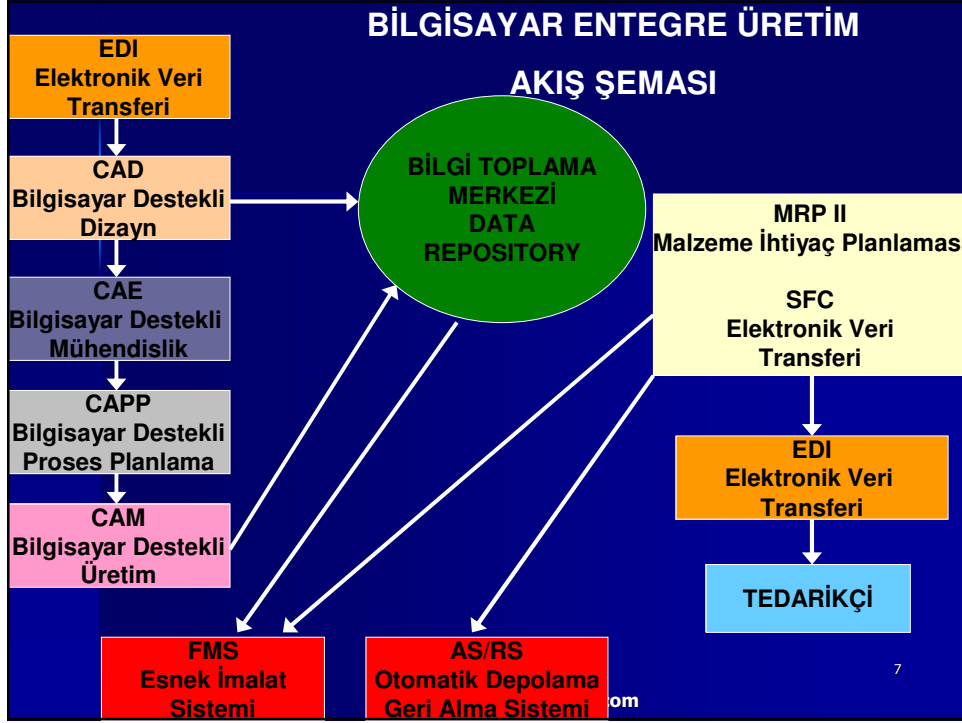 BİLGİSAYAR ENTEGRE ÜRETİM
AKIŞ ŞEMASI
EDI
Elektronik Veri
Transferi
CAD
Bilgisayar Destekli
Dizayn
CAE
Bilgisayar Destekli
Mühendislik
CAPP
Bilgisayar Destekli
Proses Planlama
CAM
Bilgisayar Destekli
Üretim
BİLGİ TOPLAMA
MERKEZİ
DATA
REPOSITORY
MRP II
Malzeme İhtiyaç Planlaması
SFC
Elektronik Veri
Transferi
EDI
Elektronik Veri
Transferi
TEDARİKÇİ
FMS
Esnek İmalat
Sistemi
AS/RS
Otomatik Depolama
Geri Alma Sistemi
com
7